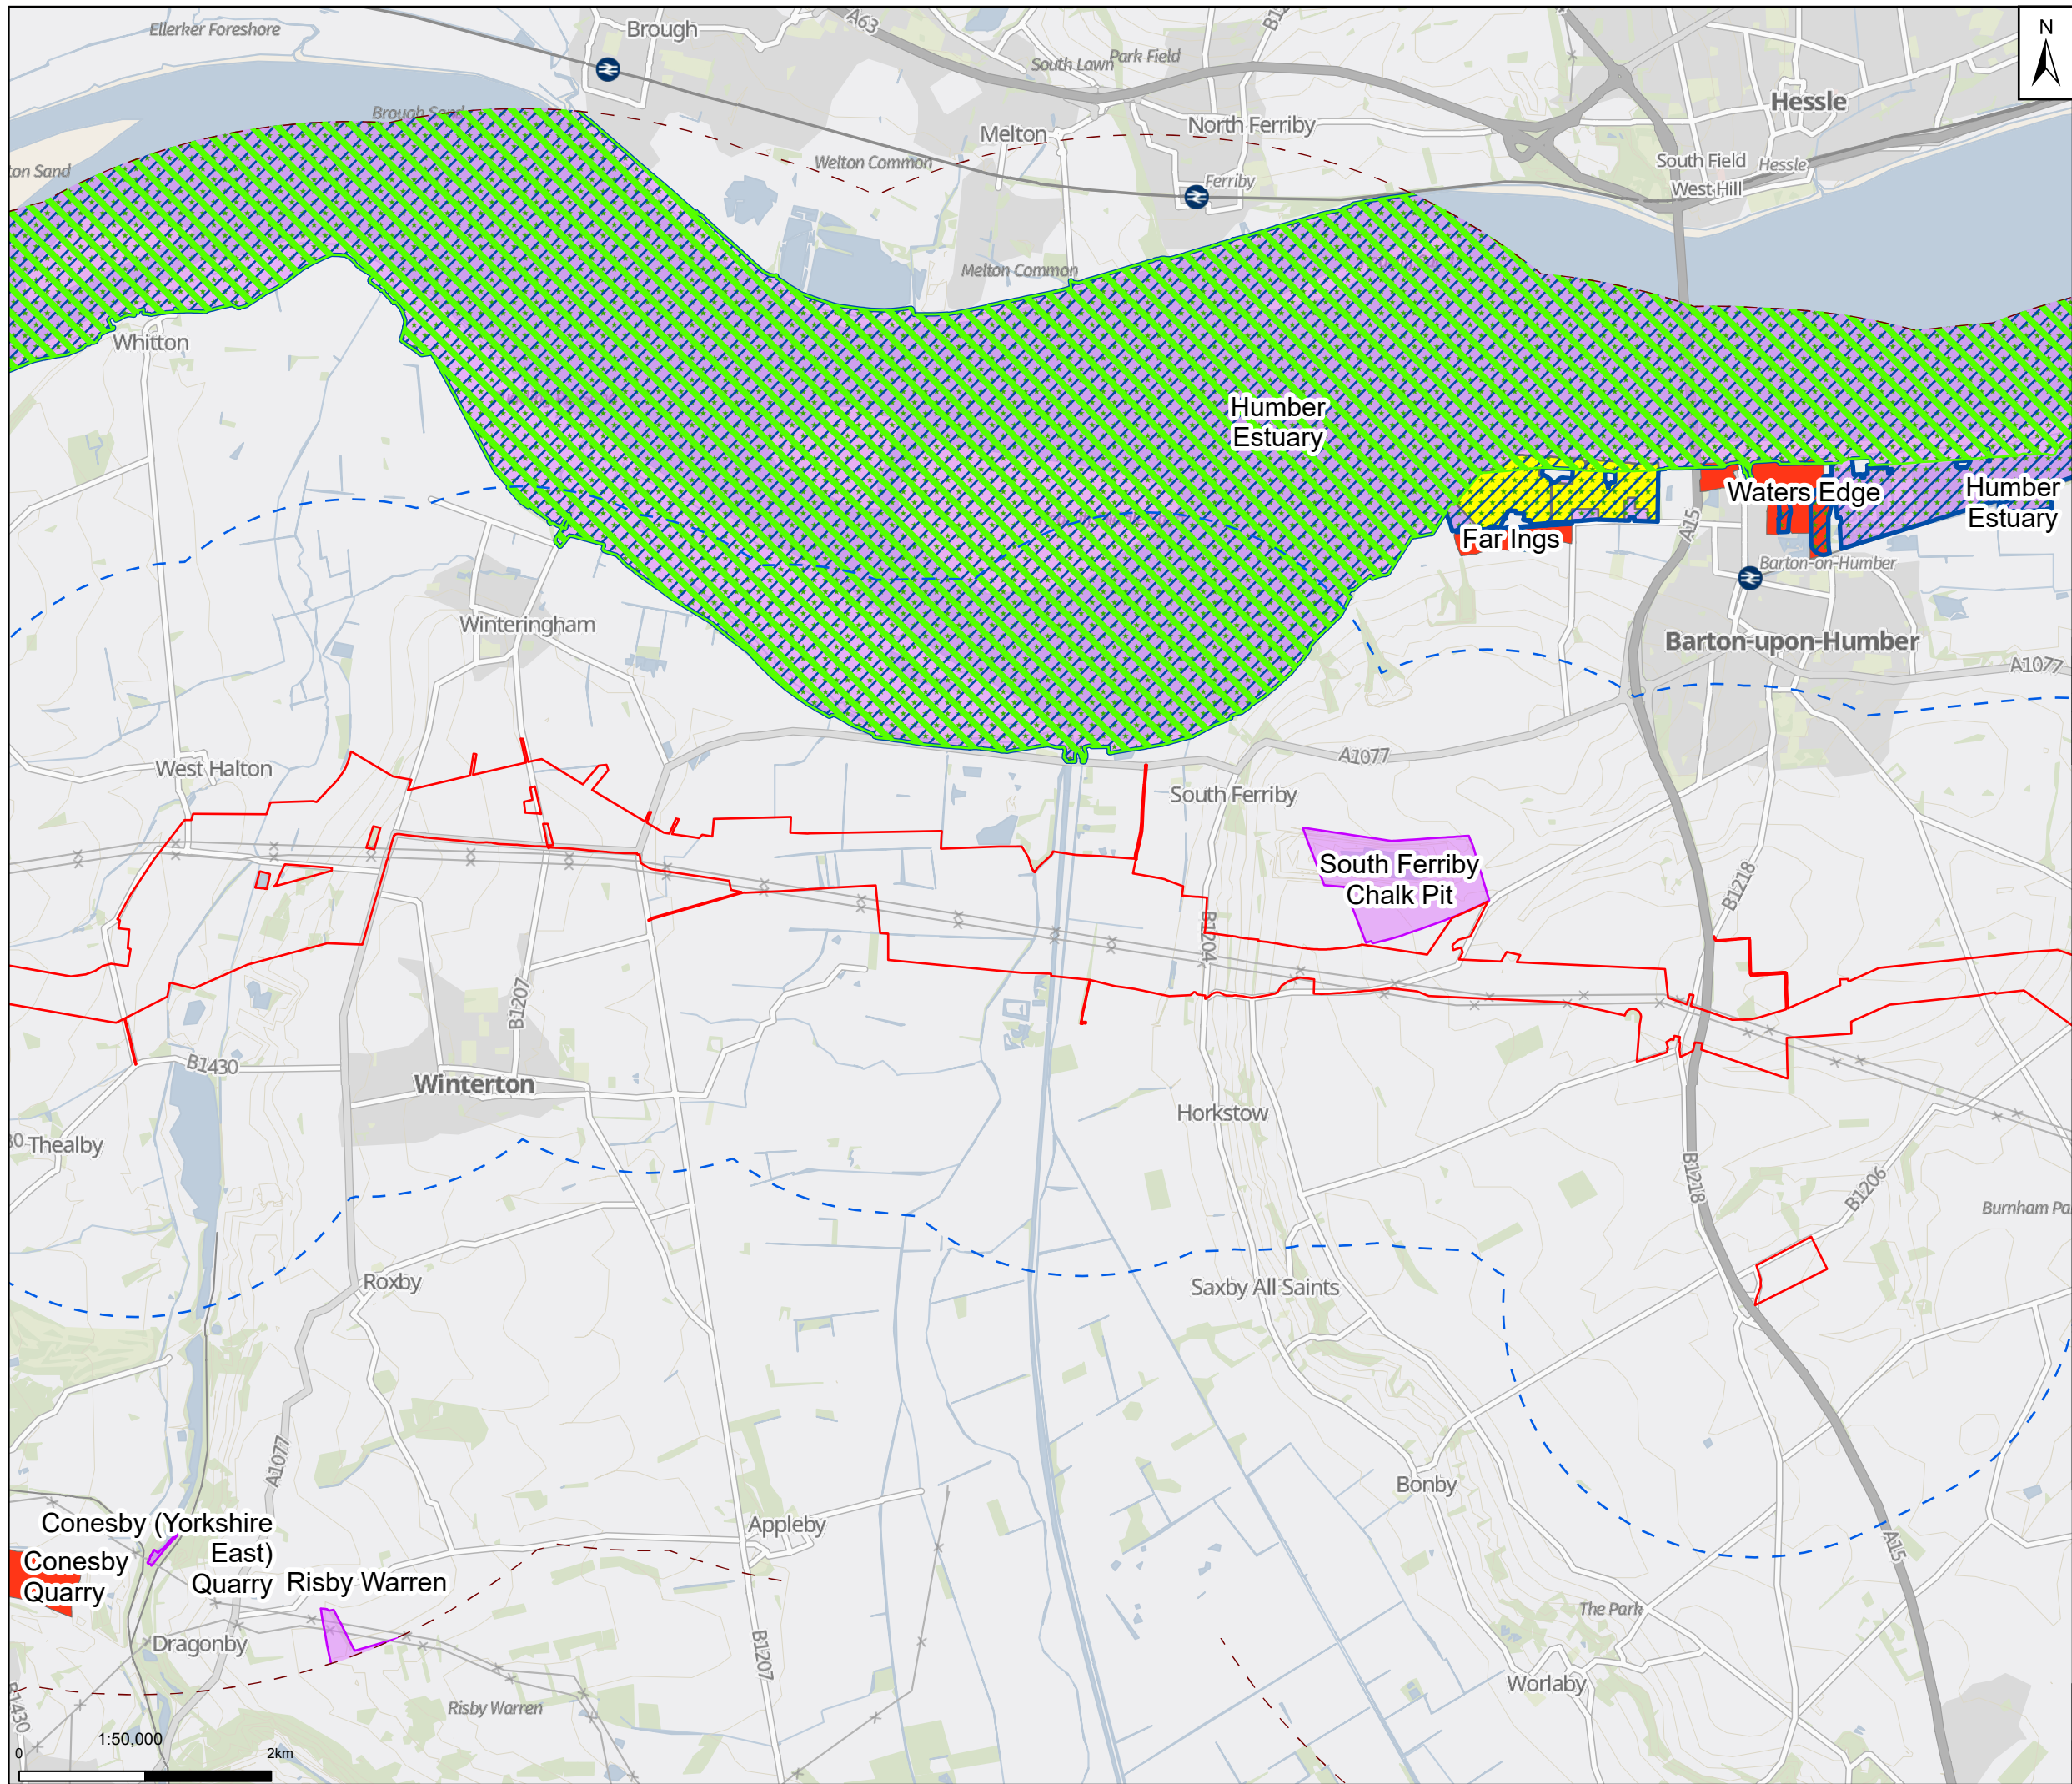 Ellerker Foreshore
Brough
A63
South Lawn
Park Field
N
Hessle
Brough Sand
Melton
North Ferriby
ton Sand
Welton Common
South Field
Hessle
West Hill
Ferriby
Melton Common
Whitton
Humber
Estuary
Waters Edge
Humber
Estuary
Far Ings
A15
Barton-on-Humber
Winteringham
Barton-upon-Humber
A1077
A1077
West Halton
South Ferriby
South Ferriby
Chalk Pit
B1218
B1204
B1207
B1430
Winterton
Horkstow
Thealby
B1218
B1206
Burnham Pa
Roxby
Saxby All Saints
A1077
Bonby
Conesby (Yorkshire
East)
Quarry
Conesby
Quarry
Appleby
A15
Risby Warren
The Park
Dragonby
B1207
Worlaby
Risby Warren
B1430
1:50,000
0
2km